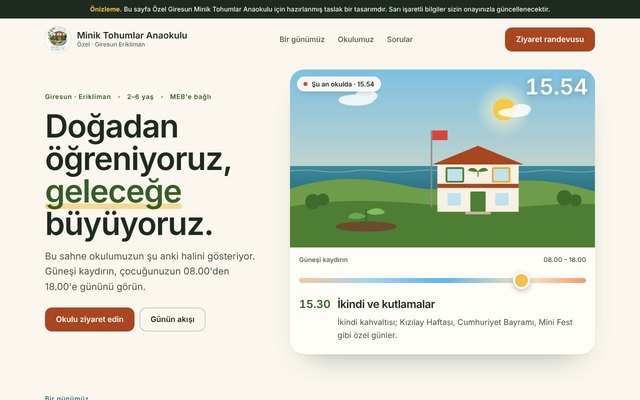 Önizleme. Bu sayfa Özel Giresun Minik Tohumlar Anaokulu için hazırlanmış taslak bir tasarımdır. Sarı işaretli bilgiler sizin onayınızla güncellenecektir.
Minik Tohumlar Anaokulu
Özel · Giresun Erikliman
Bir günümüz
Okulumuz
Sorular
Ziyaret randevusu
Giresun · Erikliman • 2–6 yaş • MEB'e bağlı
Doğadan
öğreniyoruz,
geleceğe
büyüyoruz.
Bu sahne okulumuzun şu anki halini gösteriyor.
Güneşi kaydırın, çocuğunuzun 08.00'den
18.00'e gününü görün.
Okulu ziyaret edin
Günün akışı
Şu an okulda · 15.54
15.54
Güneşi kaydırın
08.00 – 18.00
15.30 İkindi ve kutlamalar
İkindi kahvaltısı; Kızılay Haftası, Cumhuriyet Bayramı, Mini Fest
gibi özel günler.
Bir günümüz